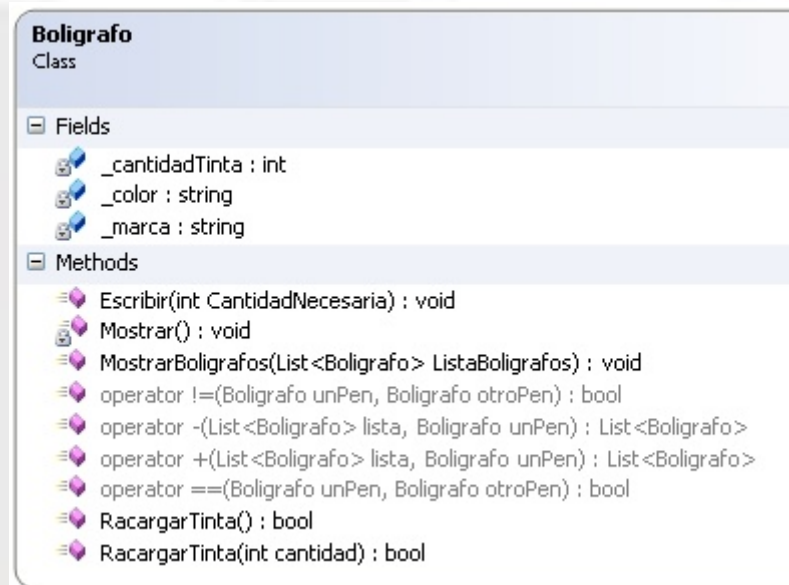 Boligrafo
Class
Fields
_cantidadTinta : int
_color : string
_marca : string
Methods
Escribir(int CantidadNecesaria) : void
Mostrar() : void
MostrarBoligrafos(List<Boligrafo> ListaBoligrafos) : void
operator !=(Boligrafo unPen, Boligrafo otroPen) : bool
operator -(List<Boligrafo> lista, Boligrafo unPen) : List<Boligrafo>
operator +(List<Boligrafo> lista, Boligrafo unPen) : List<Boligrafo>
operator ==(Boligrafo unPen, Boligrafo otroPen) : bool
RacargarTinta() : bool
RacargarTinta(int cantidad) : bool